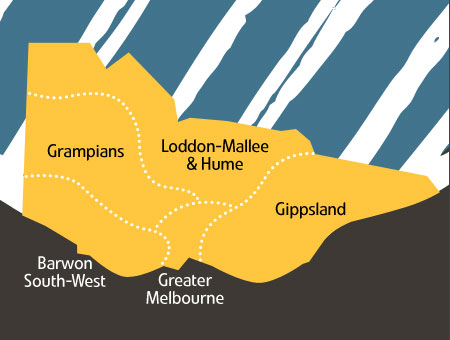 Grampians
Loddon-Mallee
& Hume
Gippsland
Barwon
South-West
Greater
Melbourne